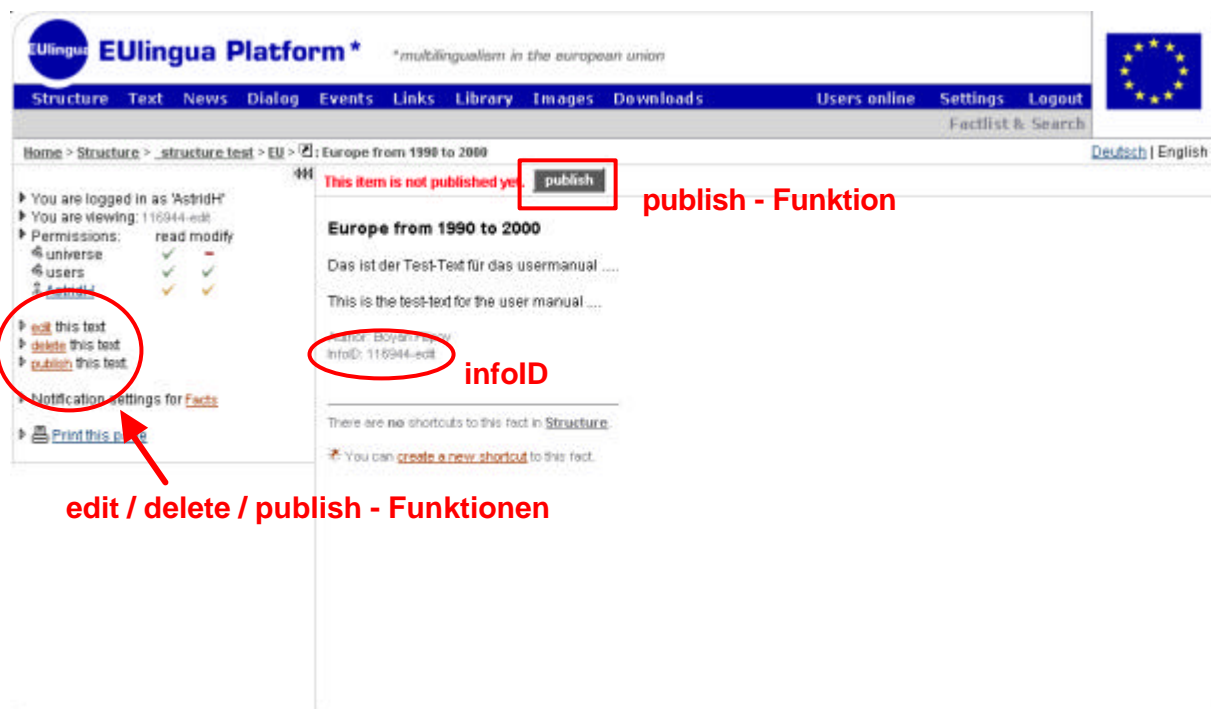 EUlingua EUlingua Platform* *multilingualism in the european union
Structure Text News Dialog Events Links Library Images Downloads Users online Settings Logout
Factlist & Search
Home > Structure > _structure test > EU > : Europe from 1990 to 2000 Deutsch | English
This item is not published yet. publish
publish - Funktion
You are logged in as 'AstridH'
You are viewing: 116944-edit
Permissions: read modify
universe
users
AstridH
edit this text
delete this text
publish this text
Notification settings for Facts
Print this page
edit / delete / publish - Funktionen
Europe from 1990 to 2000
Das ist der Test-Text für das usermanual ....
This is the test-text for the user manual ....
Author:
InfoID: 116944-edit
infoID
There are no shortcuts to this fact in Structure.
You can create a new shortcut to this fact.